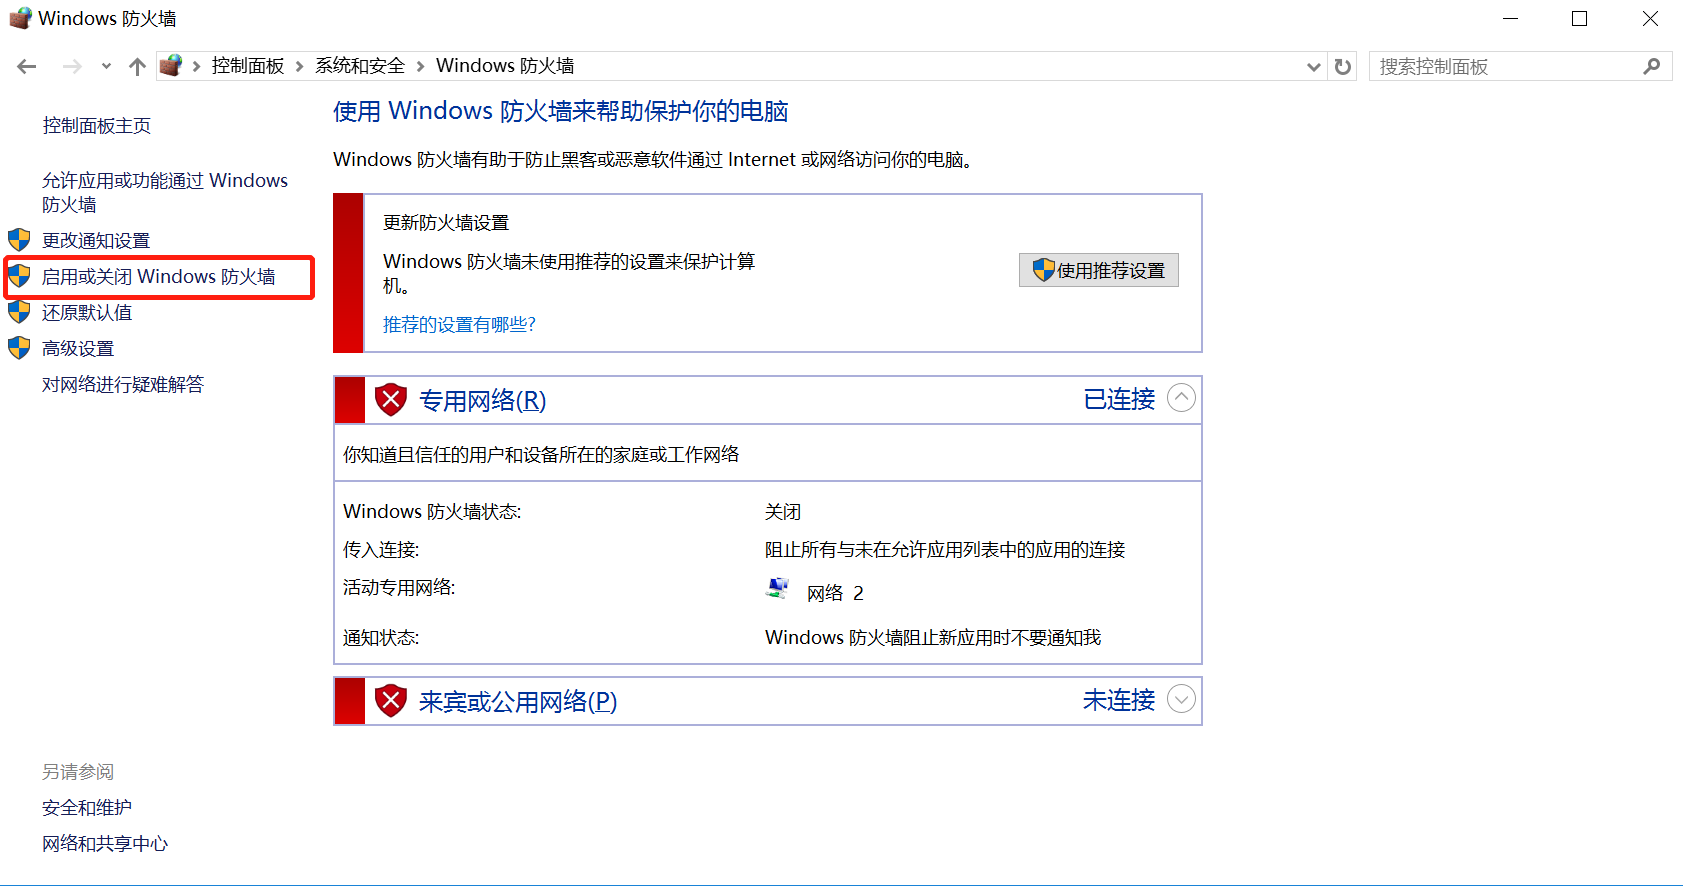 Windows 防火墙
控制面板 系统和安全 Windows 防火墙
搜索控制面板
控制面板主页
允许应用或功能通过 Windows
防火墙
更改通知设置
启用或关闭 Windows 防火墙
还原默认值
高级设置
对网络进行疑难解答
另请参阅
安全和维护
网络和共享中心
使用 Windows 防火墙来帮助保护你的电脑
Windows 防火墙有助于防止黑客或恶意软件通过 Internet 或网络访问你的电脑。
更新防火墙设置
Windows 防火墙未使用推荐的设置来保护计算
机。
使用推荐设置
推荐的设置有哪些?
专用网络(R) 已连接
你知道且信任的用户和设备所在的家庭或工作网络
Windows 防火墙状态: 关闭
传入连接: 阻止所有与未在允许应用列表中的应用的连接
活动专用网络: 网络 2
通知状态: Windows 防火墙阻止新应用时不要通知我
来宾或公用网络(P) 未连接